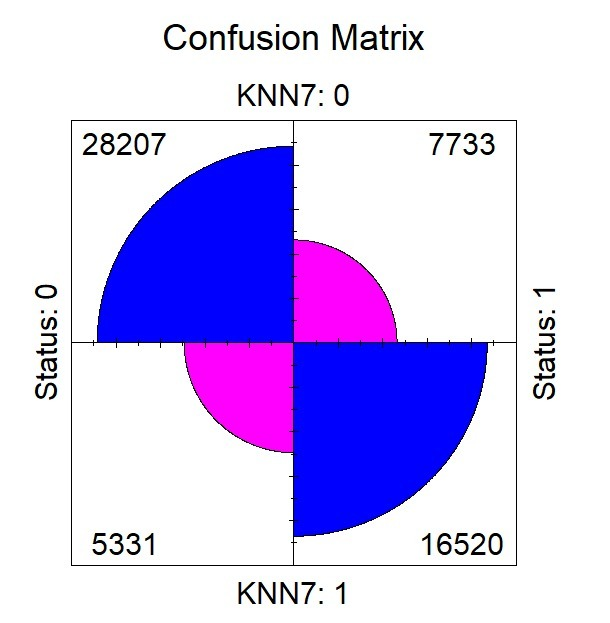 Confusion Matrix
KNN7: 0
28207
7733
Status: 0
Status: 1
5331
16520
KNN7: 1